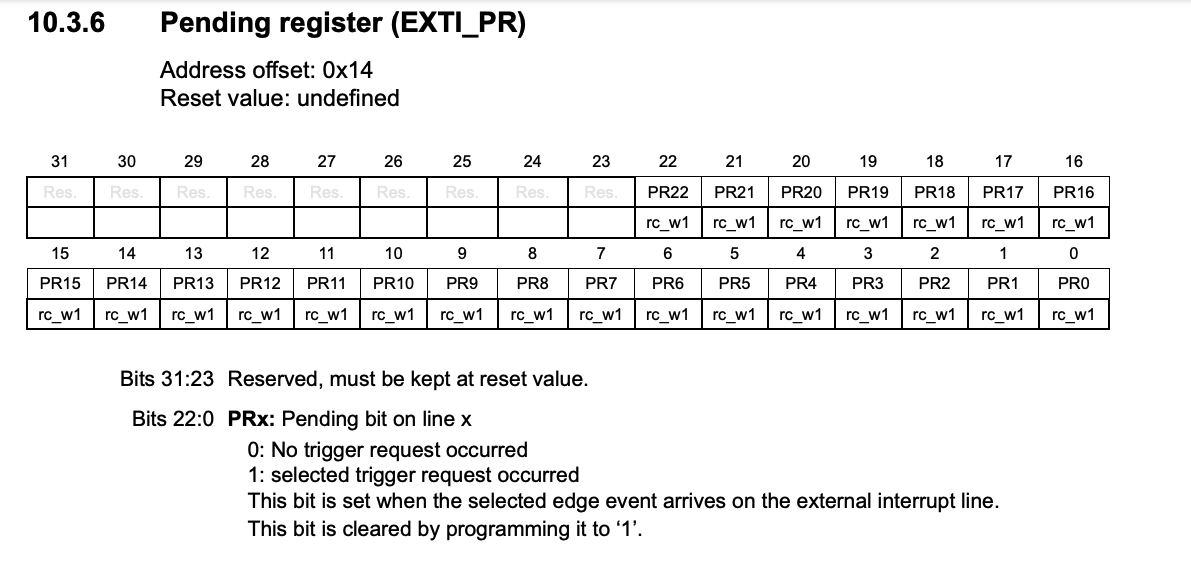 10.3.6 Pending register (EXTI_PR)
Address offset: 0x14
Reset value: undefined
31 30 29 28 27 26 25 24 23 22 21 20 19 18 17 16
Res. Res. Res. Res. Res. Res. Res. Res. Res. PR22 PR21 PR20 PR19 PR18 PR17 PR16
rc_w1 rc_w1 rc_w1 rc_w1 rc_w1 rc_w1 rc_w1
15 14 13 12 11 10 9 8 7 6 5 4 3 2 1 0
PR15 PR14 PR13 PR12 PR11 PR10 PR9 PR8 PR7 PR6 PR5 PR4 PR3 PR2 PR1 PR0
rc_w1 rc_w1 rc_w1 rc_w1 rc_w1 rc_w1 rc_w1 rc_w1 rc_w1 rc_w1 rc_w1 rc_w1 rc_w1 rc_w1 rc_w1 rc_w1
Bits 31:23 Reserved, must be kept at reset value.
Bits 22:0 PRx: Pending bit on line x
0: No trigger request occurred
1: selected trigger request occurred
This bit is set when the selected edge event arrives on the external interrupt line.
This bit is cleared by programming it to ‘1’.